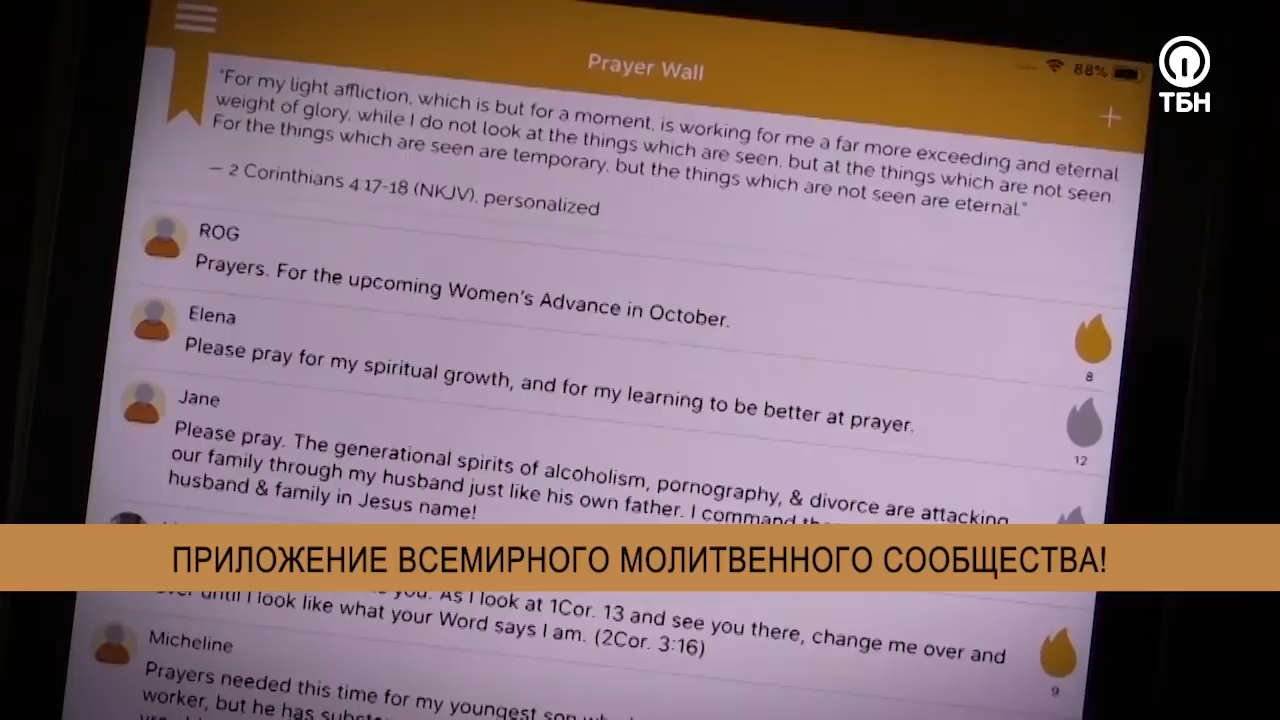 Prayer Wall
88%
ТБН
"For my light affliction, which is but for a moment, is working for me a far more exceeding and eternal
weight of glory, while I do not look at the things which are seen, but at the things which are not seen.
For the things which are seen are temporary, but the things which are not seen are eternal."
— 2 Corinthians 4:17-18 (NKJV), personalized
ROG
Prayers. For the upcoming Women's Advance in October.
8
Elena
Please pray for my spiritual growth, and for my learning to be better at prayer.
12
Jane
Please pray. The generational spirits of alcoholism, pornography, & divorce are attacking
our family through my husband just like his own father. I command
husband & family in Jesus name!
ПРИЛОЖЕНИЕ ВСЕМИРНОГО МОЛИТВЕННОГО СООБЩЕСТВА!
you. As I look at 1Cor. 13 and see you there, change me over and
over until I look like what your Word says I am. (2Cor. 3:16)
9
Micheline
Prayers needed this time for my youngest son
worker, but he has